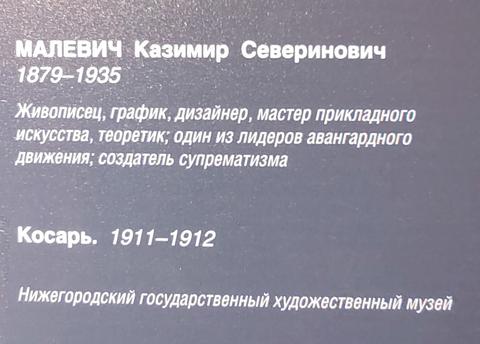 МАЛЕВИЧ Казимир Северинович
1879–1935
Живописец, график, дизайнер, мастер прикладного
искусства, теоретик; один из лидеров авангардного
движения; создатель супрематизма
Косарь. 1911–1912
Нижегородский государственный художественный музей